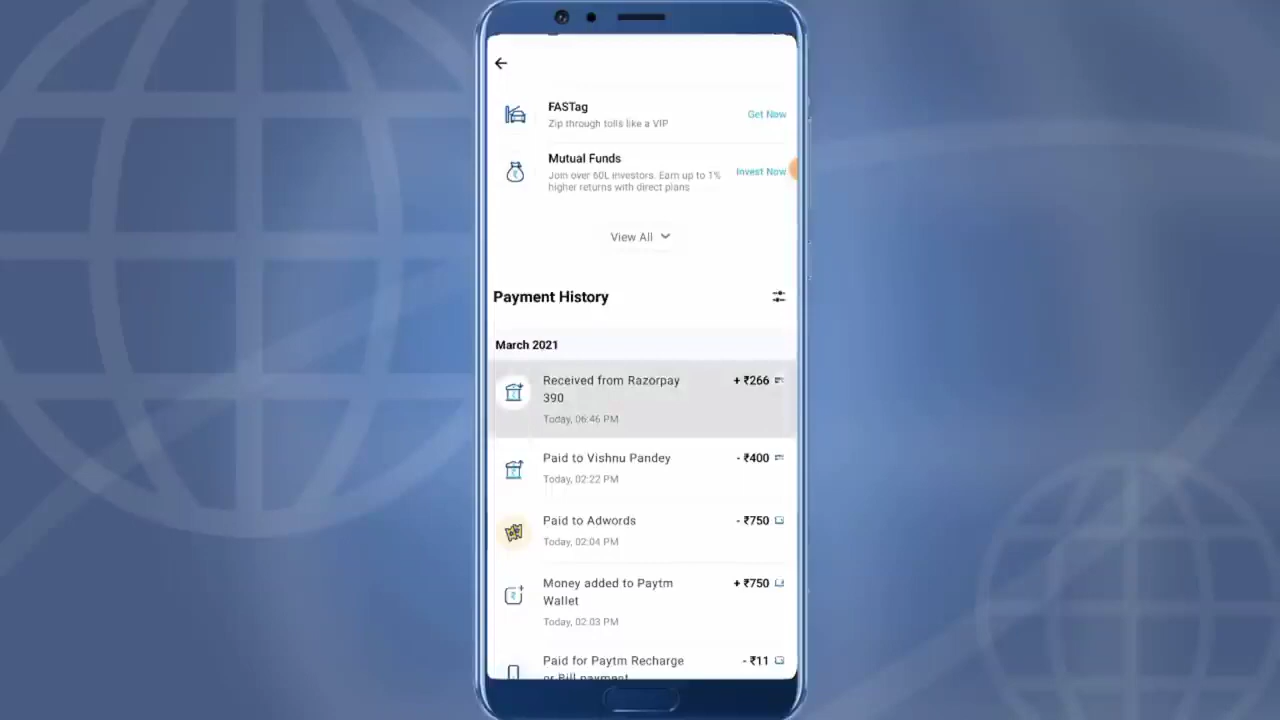 FASTag
Zip through tolls like a VIP
Get Now
Mutual Funds
Join over 60L investors. Earn up to 1%
higher returns with direct plans
Invest Now
View All
Payment History
March 2021
Received from Razorpay
390
+ ₹266
Today, 06:46 PM
Paid to Vishnu Pandey
- ₹400
Today, 02:22 PM
Paid to Adwords
- ₹750
Today, 02:04 PM
Money added to Paytm
Wallet
+ ₹750
Today, 02:03 PM
Paid for Paytm Recharge
- ₹11
or Bill payment